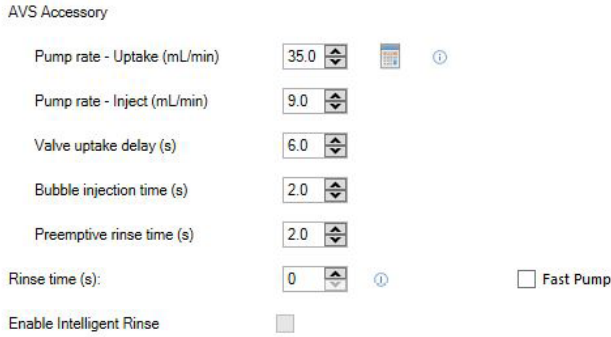 AVS Accessory
Pump rate - Uptake (mL/min) 35.0
Pump rate - Inject (mL/min) 9.0
Valve uptake delay (s) 6.0
Bubble injection time (s) 2.0
Preemptive rinse time (s) 2.0
Rinse time (s): 0 Fast Pump
Enable Intelligent Rinse